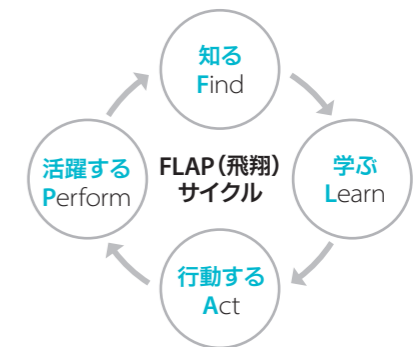 知る
Find
学ぶ
Learn
行動する
Act
活躍する
Perform
FLAP（飛翔）
サイクル